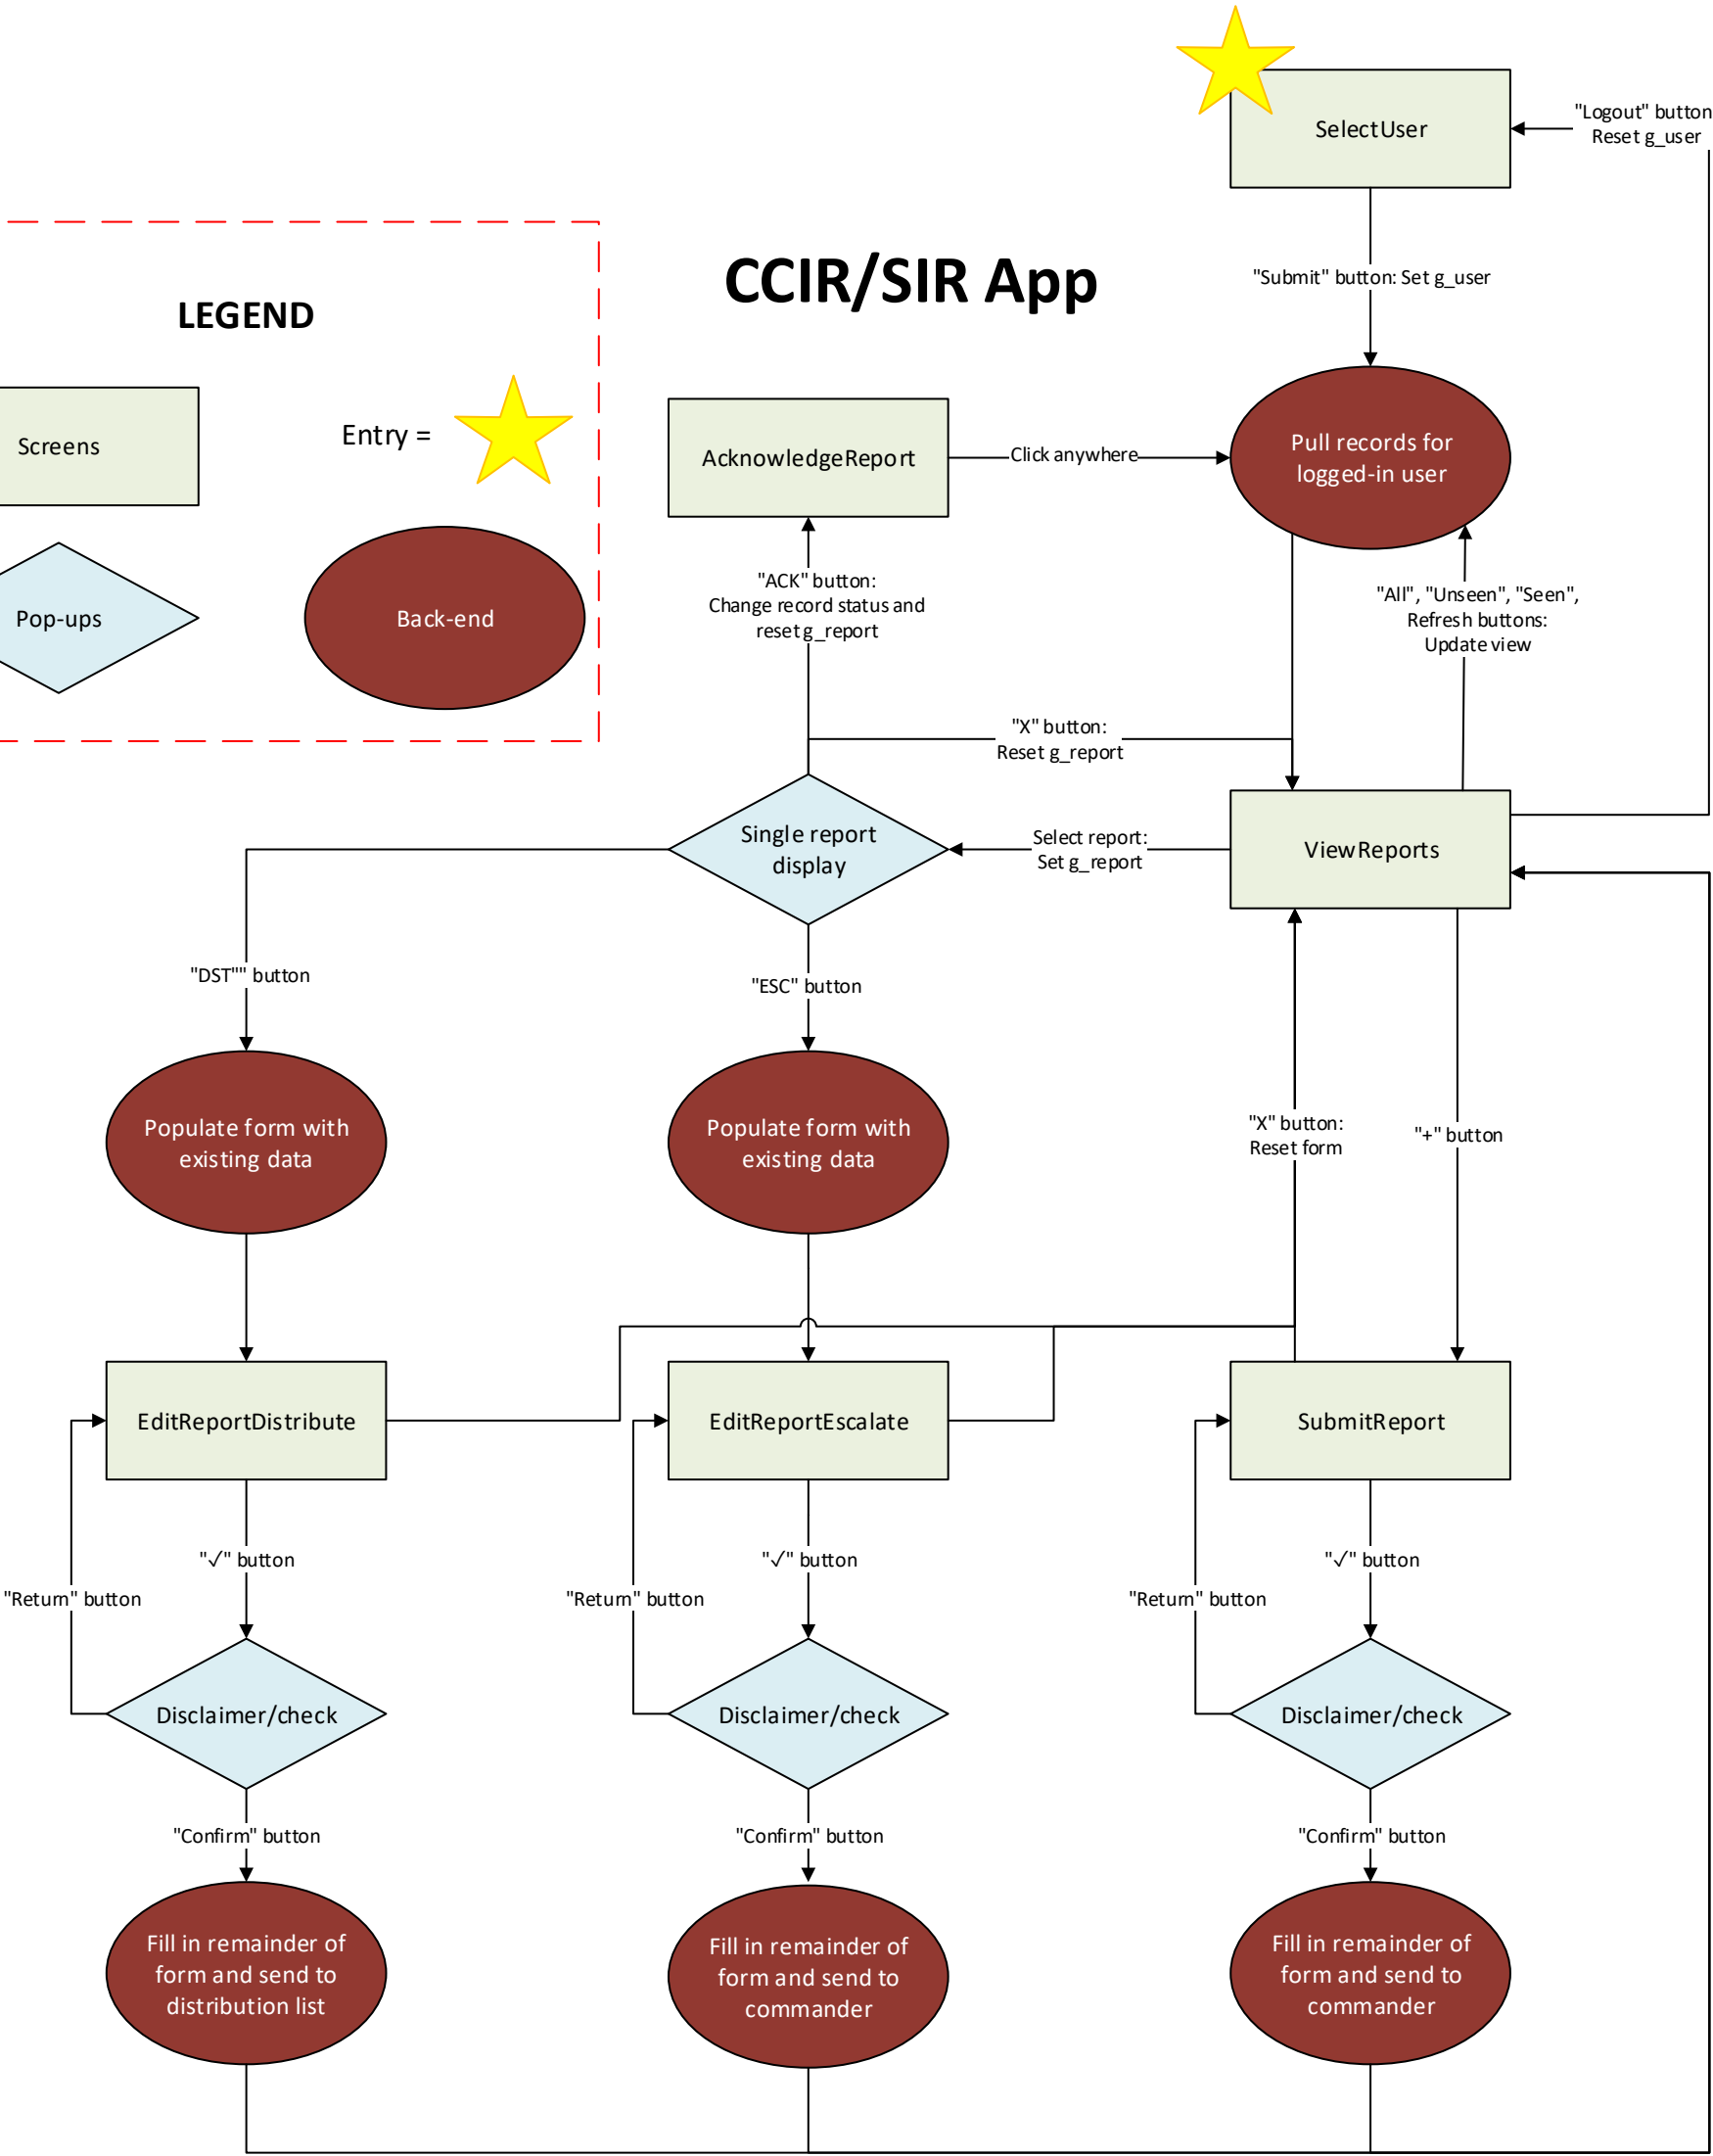 SelectUser
"Logout" button
Reset g_user
CCIR/SIR App
"Submit" button: Set g_user
LEGEND
Screens
Entry =
Pop-ups
Back-end
AcknowledgeReport
Click anywhere
Pull records for
logged-in user
"ACK" button:
Change record status and
reset g_report
"All", "Unseen", "Seen",
Refresh buttons:
Update view
"X" button:
Reset g_report
Single report
display
Select report:
Set g_report
ViewReports
"DST"" button
"ESC" button
Populate form with
existing data
Populate form with
existing data
"X" button:
Reset form
"+" button
EditReportDistribute
EditReportEscalate
SubmitReport
"✓" button
"✓" button
"✓" button
"Return" button
"Return" button
"Return" button
Disclaimer/check
Disclaimer/check
Disclaimer/check
"Confirm" button
"Confirm" button
"Confirm" button
Fill in remainder of
form and send to
distribution list
Fill in remainder of
form and send to
commander
Fill in remainder of
form and send to
commander